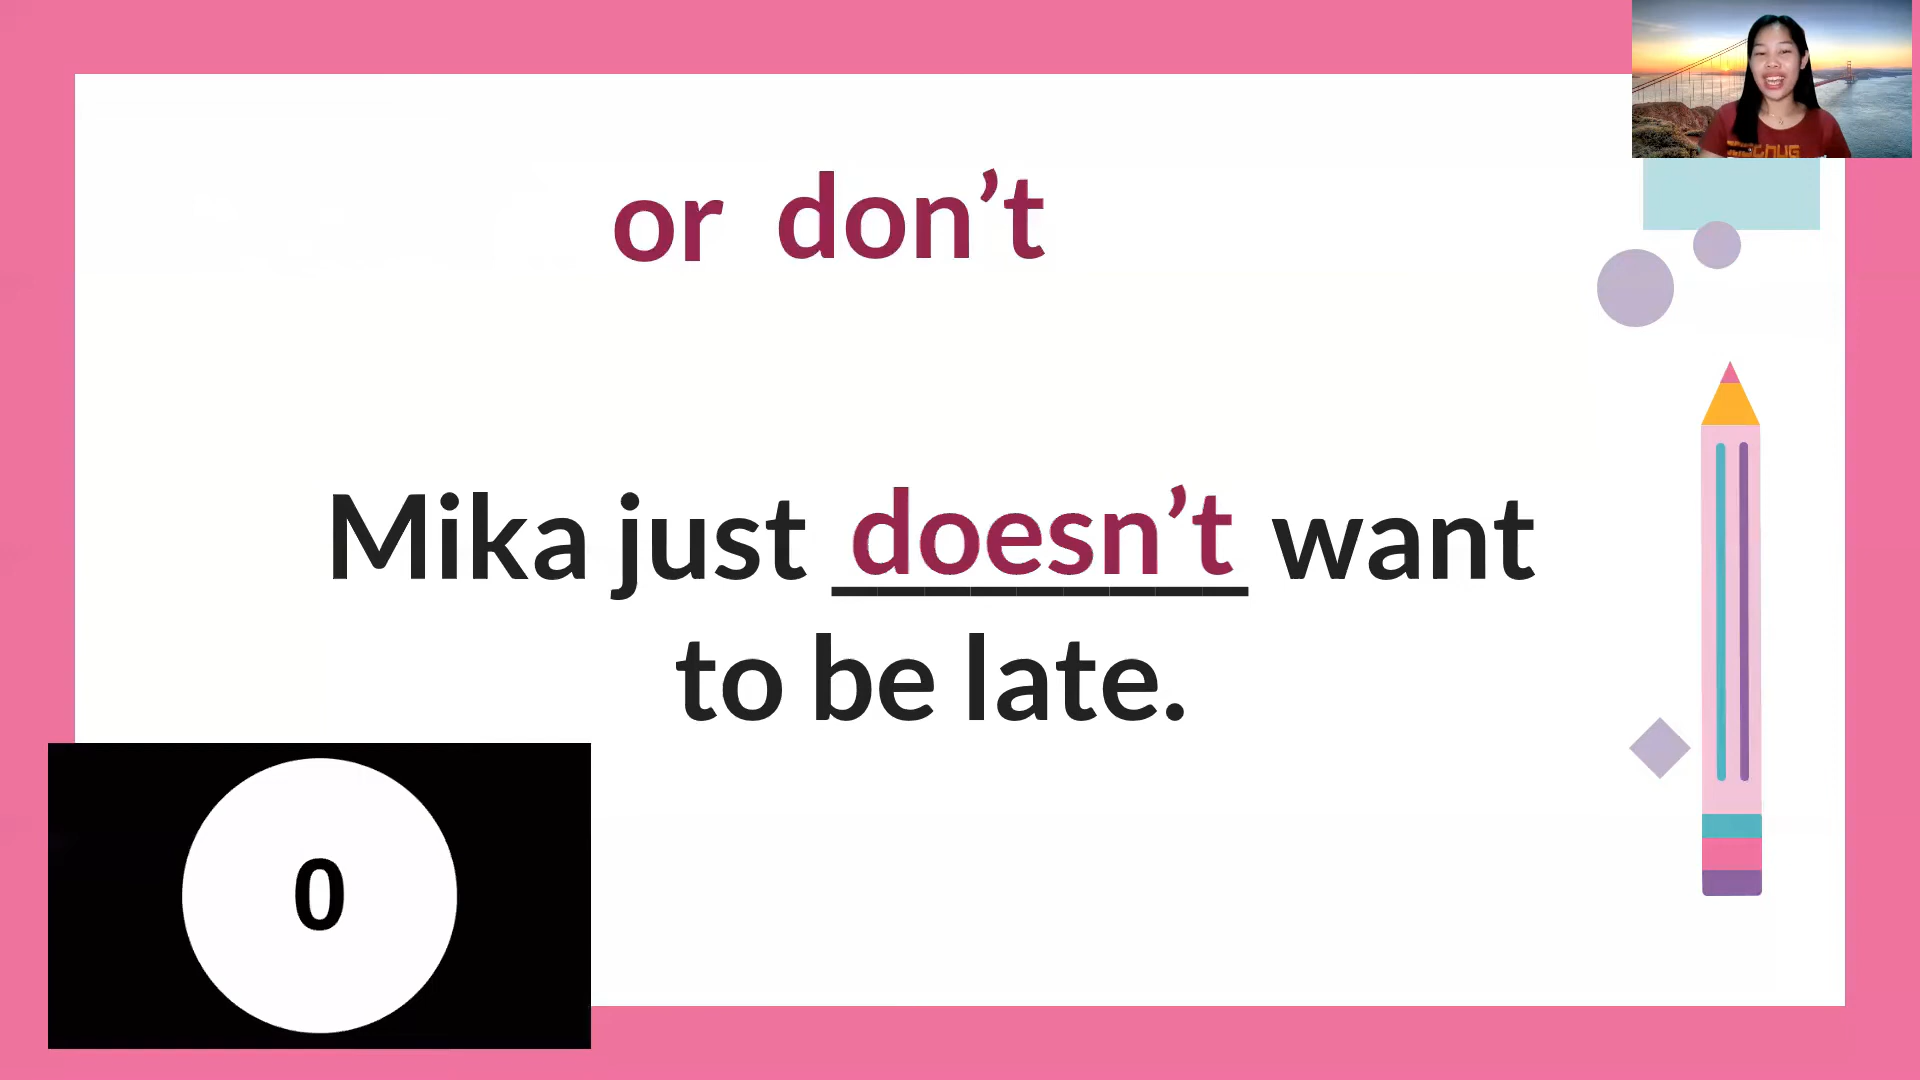 or don’t
Mika just doesn’t want
to be late.
0